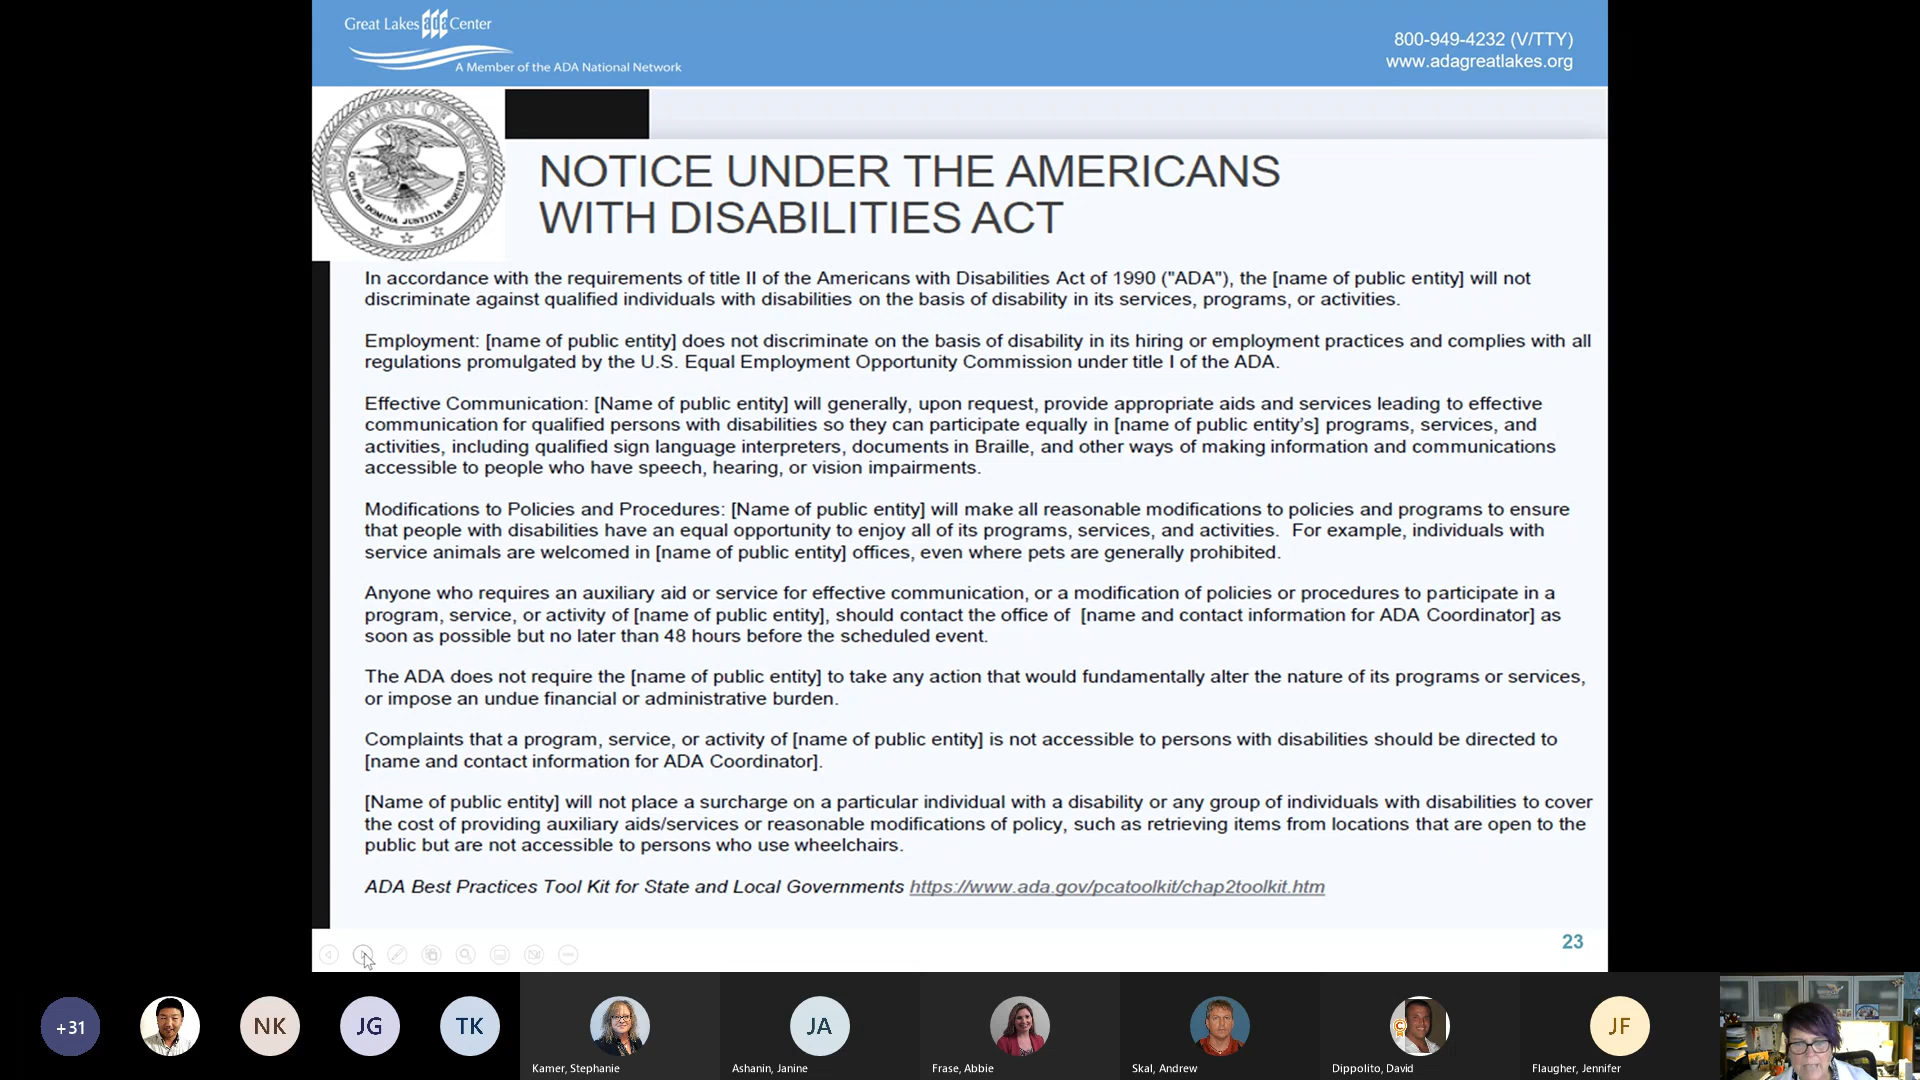 Great Lakes ada Center
A Member of the ADA National Network
800-949-4232 (V/TTY)
www.adagreatlakes.org
DEPARTMENT OF JUSTICE
QUI PRO DOMINA JUSTITIA SEQUITUR
NOTICE UNDER THE AMERICANS
WITH DISABILITIES ACT
In accordance with the requirements of title II of the Americans with Disabilities Act of 1990 ("ADA"), the [name of public entity] will not
discriminate against qualified individuals with disabilities on the basis of disability in its services, programs, or activities.
Employment: [name of public entity] does not discriminate on the basis of disability in its hiring or employment practices and complies with all
regulations promulgated by the U.S. Equal Employment Opportunity Commission under title I of the ADA.
Effective Communication: [Name of public entity] will generally, upon request, provide appropriate aids and services leading to effective
communication for qualified persons with disabilities so they can participate equally in [name of public entity's] programs, services, and
activities, including qualified sign language interpreters, documents in Braille, and other ways of making information and communications
accessible to people who have speech, hearing, or vision impairments.
Modifications to Policies and Procedures: [Name of public entity] will make all reasonable modifications to policies and programs to ensure
that people with disabilities have an equal opportunity to enjoy all of its programs, services, and activities. For example, individuals with
service animals are welcomed in [name of public entity] offices, even where pets are generally prohibited.
Anyone who requires an auxiliary aid or service for effective communication, or a modification of policies or procedures to participate in a
program, service, or activity of [name of public entity], should contact the office of [name and contact information for ADA Coordinator] as
soon as possible but no later than 48 hours before the scheduled event.
The ADA does not require the [name of public entity] to take any action that would fundamentally alter the nature of its programs or services,
or impose an undue financial or administrative burden.
Complaints that a program, service, or activity of [name of public entity] is not accessible to persons with disabilities should be directed to
[name and contact information for ADA Coordinator].
[Name of public entity] will not place a surcharge on a particular individual with a disability or any group of individuals with disabilities to cover
the cost of providing auxiliary aids/services or reasonable modifications of policy, such as retrieving items from locations that are open to the
public but are not accessible to persons who use wheelchairs.
ADA Best Practices Tool Kit for State and Local Governments https://www.ada.gov/pcatoolkit/chap2toolkit.htm
23
+31
NK
JG
TK
Kamer, Stephanie
JA
Ashanin, Janine
Frase, Abbie
Skal, Andrew
Dippolito, David
JF
Flaugher, Jennifer